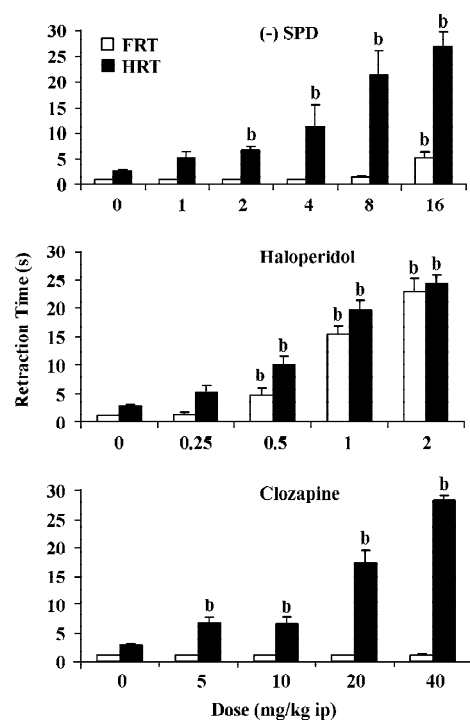 (-) SPD
FRT
HRT
30
25
20
15
10
5
0
b b b b b
0 1 2 4 8 16
Retraction Time (s)
Haloperidol
30
25
20
15
10
5
0
b b b b b b
0 0.25 0.5 1 2
Clozapine
30
25
20
15
10
5
0
b b b b
0 5 10 20 40
Dose (mg/kg ip)